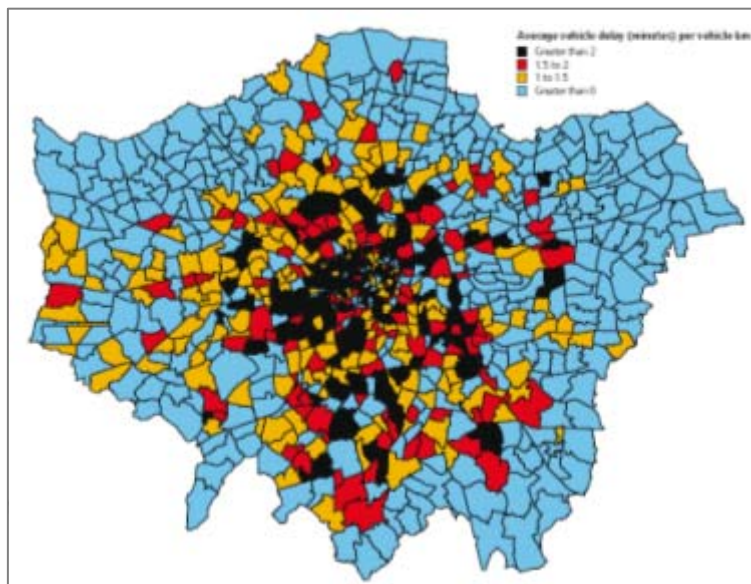 Average vehicle delay (minutes) per vehicle km
Greater than 2
1.5 to 2
1 to 1.5
Greater than 0